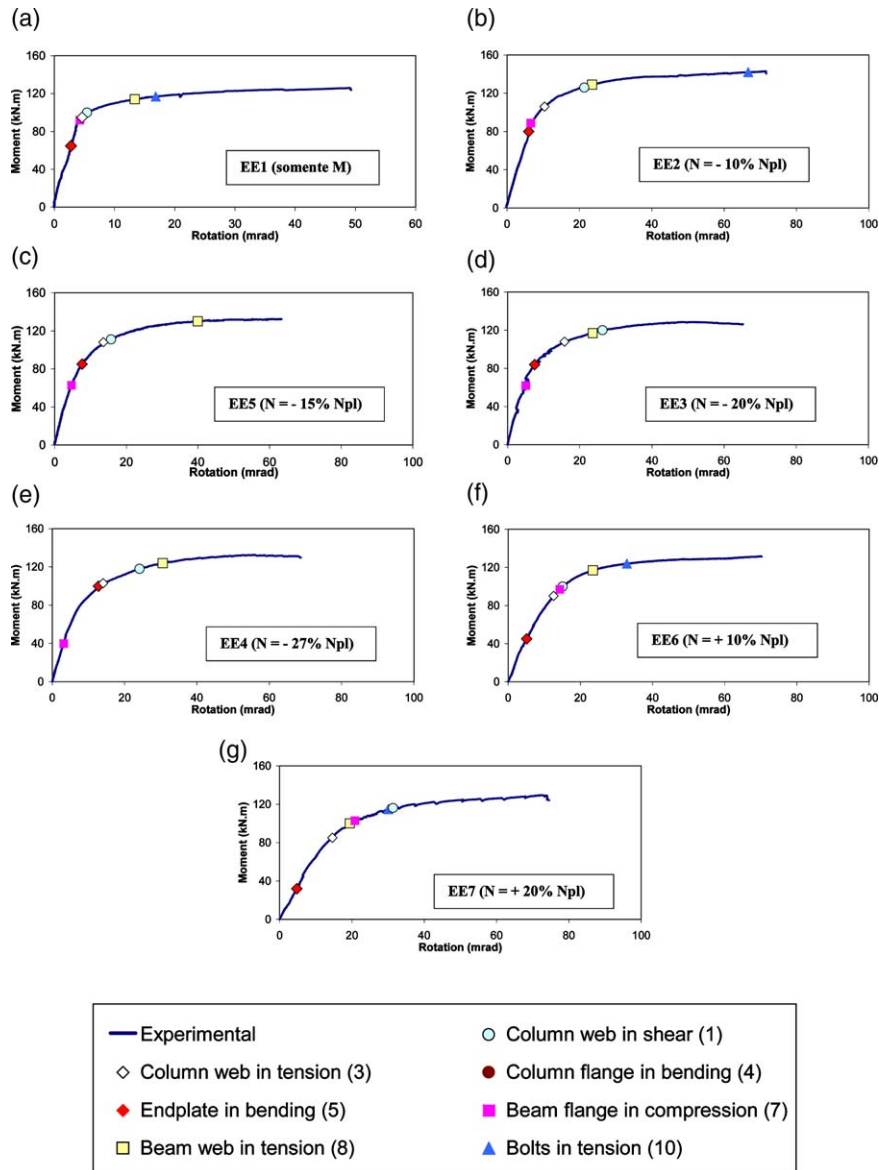 (a)
160
120
80
40
0
Moment (kN.m)
EE1 (somente M)
0 10 20 30 40 50 60
Rotation (mrad)
(b)
160
120
80
40
0
Moment (kN.m)
EE2 (N = - 10% Npl)
0 20 40 60 80 100
Rotation (mrad)
(c)
160
120
80
40
0
Moment (kN.m)
EE5 (N = - 15% Npl)
0 20 40 60 80 100
Rotation (mrad)
(d)
160
120
80
40
0
Moment (kN.m)
EE3 (N = - 20% Npl)
0 20 40 60 80 100
Rotation (mrad)
(e)
160
120
80
40
0
Moment (kN.m)
EE4 (N = - 27% Npl)
0 20 40 60 80 100
Rotation (mrad)
(f)
160
120
80
40
0
Moment (kN.m)
EE6 (N = + 10% Npl)
0 20 40 60 80 100
Rotation (mrad)
(g)
160
120
80
40
0
Moment (kN.m)
EE7 (N = + 20% Npl)
0 20 40 60 80 100
Rotation (mrad)
Experimental
Column web in shear (1)
Column web in tension (3)
Column flange in bending (4)
Endplate in bending (5)
Beam flange in compression (7)
Beam web in tension (8)
Bolts in tension (10)